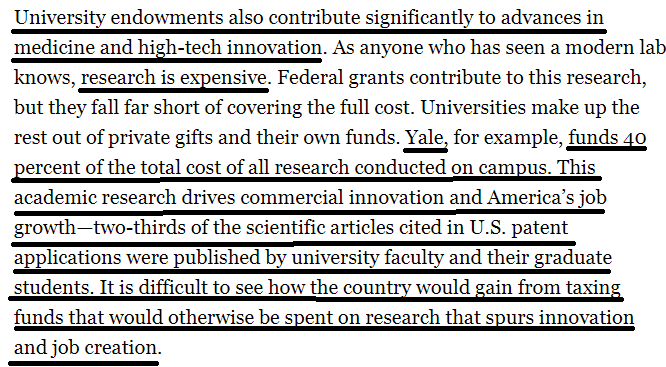 University endowments also contribute significantly to advances in
medicine and high-tech innovation. As anyone who has seen a modern lab
knows, research is expensive. Federal grants contribute to this research,
but they fall far short of covering the full cost. Universities make up the
rest out of private gifts and their own funds. Yale, for example, funds 40
percent of the total cost of all research conducted on campus. This
academic research drives commercial innovation and America's job
growth—two-thirds of the scientific articles cited in U.S. patent
applications were published by university faculty and their graduate
students. It is difficult to see how the country would gain from taxing
funds that would otherwise be spent on research that spurs innovation
and job creation.